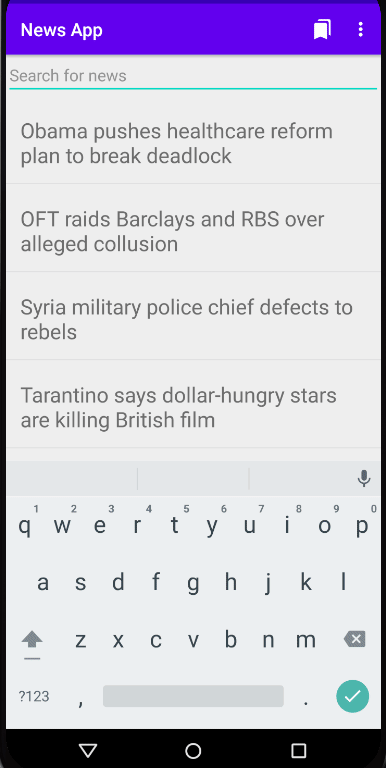 News App
Search for news
Obama pushes healthcare reform
plan to break deadlock
OFT raids Barclays and RBS over
alleged collusion
Syria military police chief defects to
rebels
Tarantino says dollar-hungry stars
are killing British film
1 2 3 4 5 6 7 8 9 0
q w e r t y u i o p
a s d f g h j k l
z x c v b n m
?123 , .